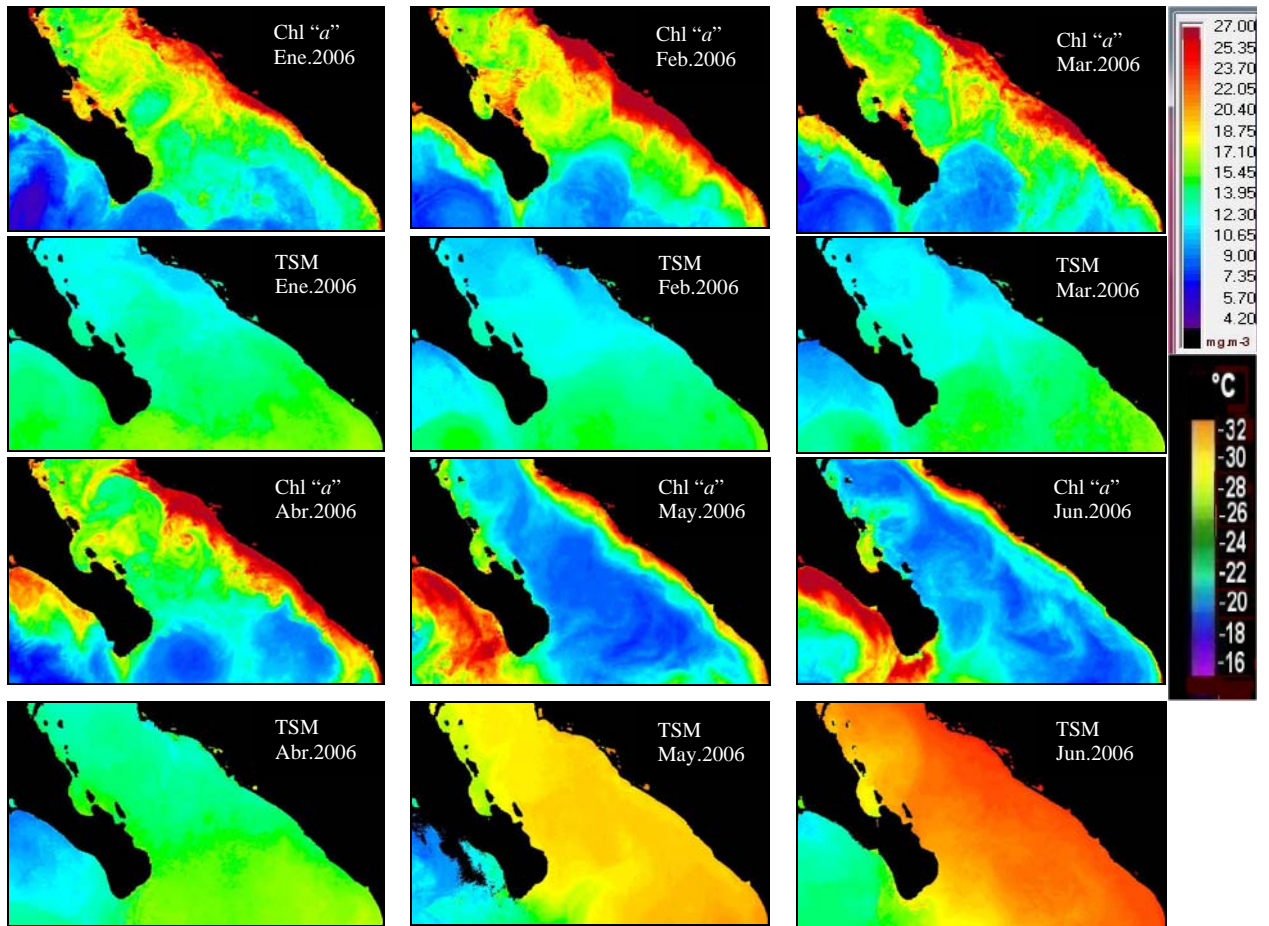 Chl “a”
Ene.2006
Chl “a”
Feb.2006
Chl “a”
Mar.2006
27.00
25.35
23.70
22.05
20.40
18.75
17.10
15.45
13.95
12.30
10.65
9.00
7.35
5.70
4.20
mg.m-3
TSM
Ene.2006
TSM
Feb.2006
TSM
Mar.2006
°C
-32
-30
-28
-26
-24
-22
-20
-18
-16
Chl “a”
Abr.2006
Chl “a”
May.2006
Chl “a”
Jun.2006
TSM
Abr.2006
TSM
May.2006
TSM
Jun.2006